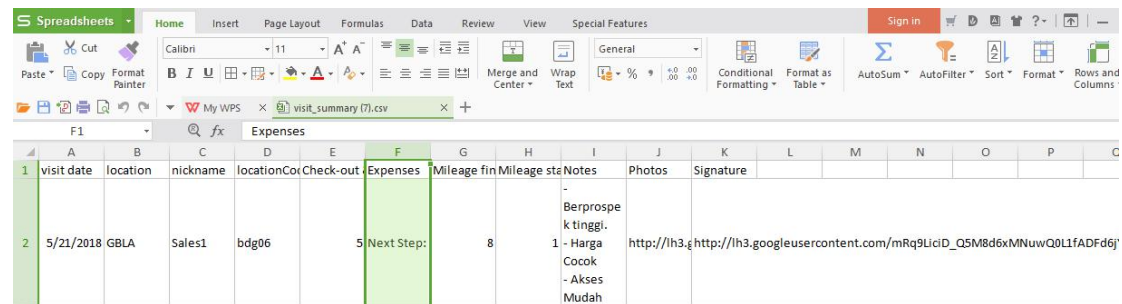 Spreadsheets
Home Insert Page Layout Formulas Data Review View Special Features Sign in
Cut Calibri 11 General
Paste Copy Format Painter B I U Merge and Center Wrap Text Conditional Formatting Format as Table AutoSum AutoFilter Sort Format Rows and Columns
My WPS visit_summary (7).csv
F1 fx Expenses
A B C D E F G H I J K L M N O P
1 visit date location nickname locationCo Check-out Expenses Mileage fin Mileage sta Notes Photos Signature
-
Berprospe
k tinggi.
2 5/21/2018 GBLA Sales1 bdg06 5 Next Step: 8 1 - Harga http://lh3.g http://lh3.googleusercontent.com/mRq9LiciD_Q5M8d6xMNuwQ0L1fADFd6j
Cocok
- Akses
Mudah